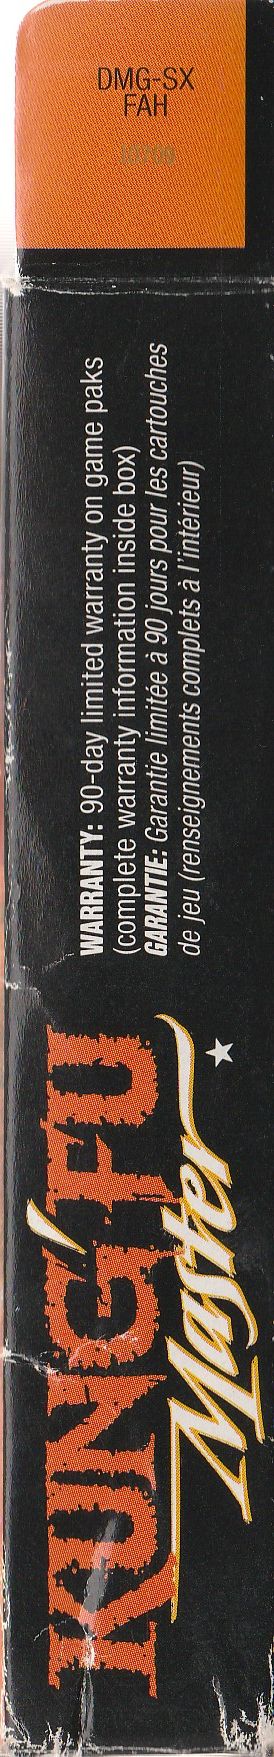 DMG-SX
FAH
WARRANTY: 90-day limited warranty on game paks
(complete warranty information inside box)
GARANTIE: Garantie limitée à 90 jours pour les cartouches
de jeu (renseignements complets à l'intérieur)
KUNG' FU
Master